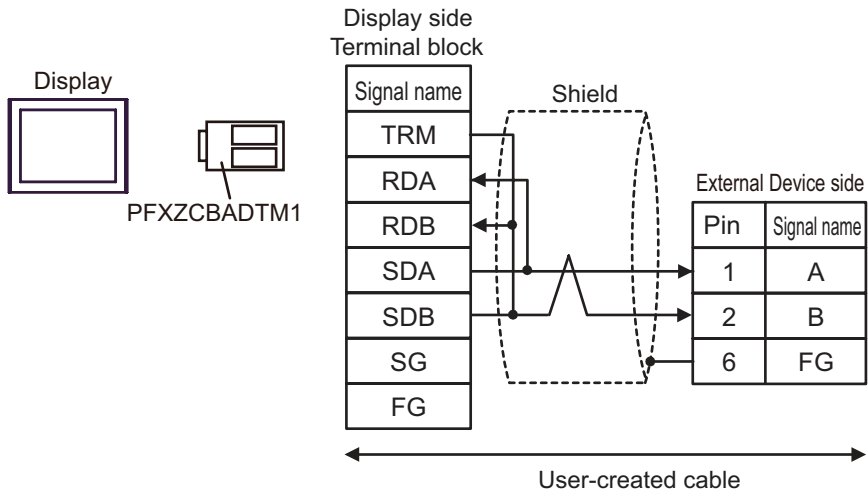 Display side
Terminal block
Display
Signal name
Shield
TRM
RDA
External Device side
PFXZCBADTM1
RDB
Pin
Signal name
SDA
1
A
SDB
2
B
SG
6
FG
FG
User-created cable